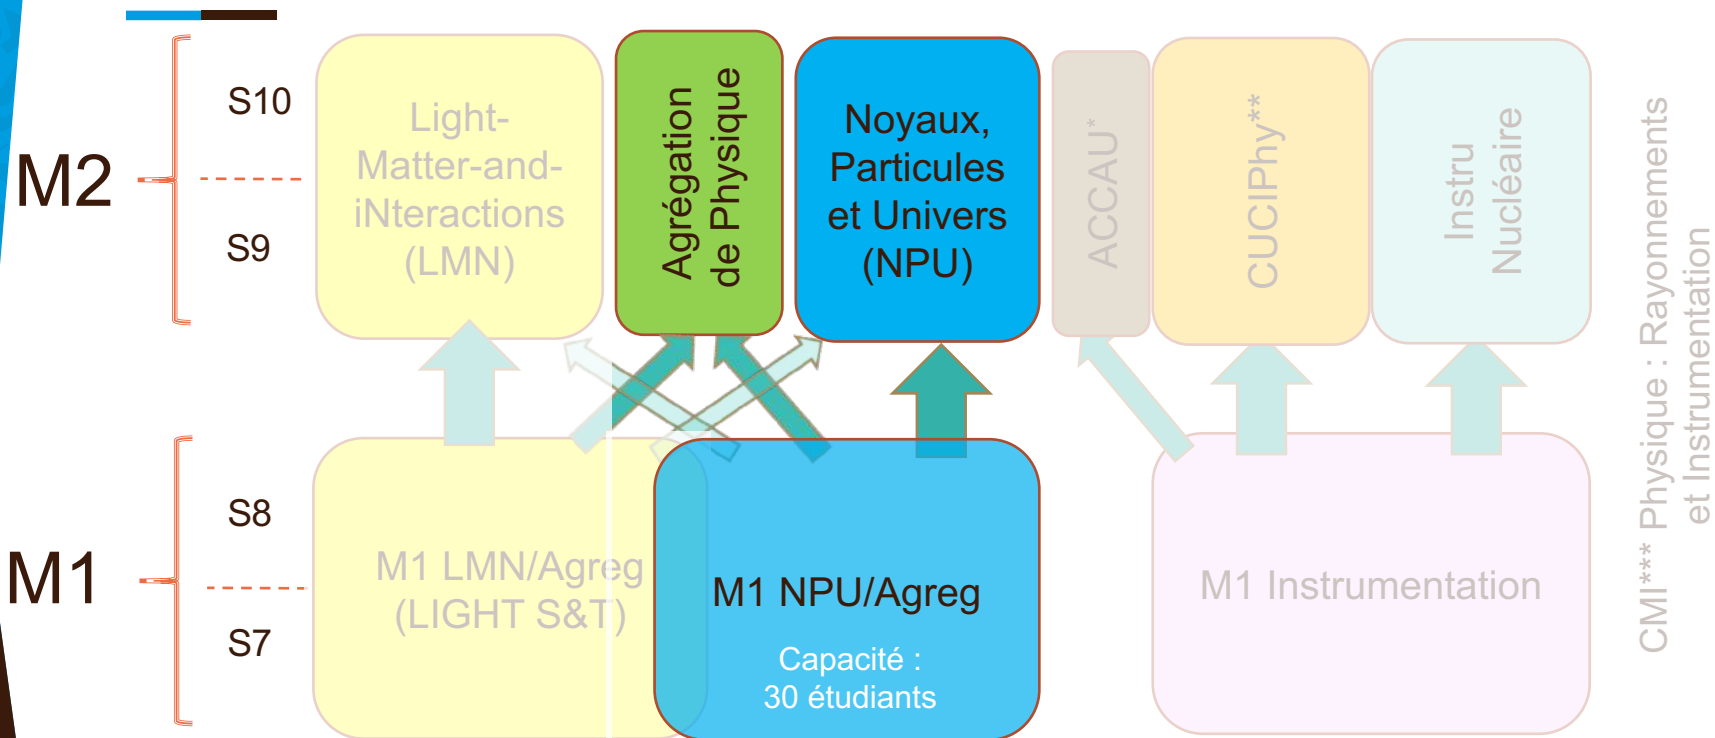 M2
S10
S9
Light-
Matter-and-
iNteractions
(LMN)
Agrégation
de Physique
Noyaux,
Particules
et Univers
(NPU)
ACCAU*
CUCIPhy**
Instru
Nucléaire
M1
S8
S7
M1 LMN/Agreg
(LIGHT S&T)
M1 NPU/Agreg
Capacité :
30 étudiants
M1 Instrumentation
CMI*** Physique : Rayonnements
et Instrumentation